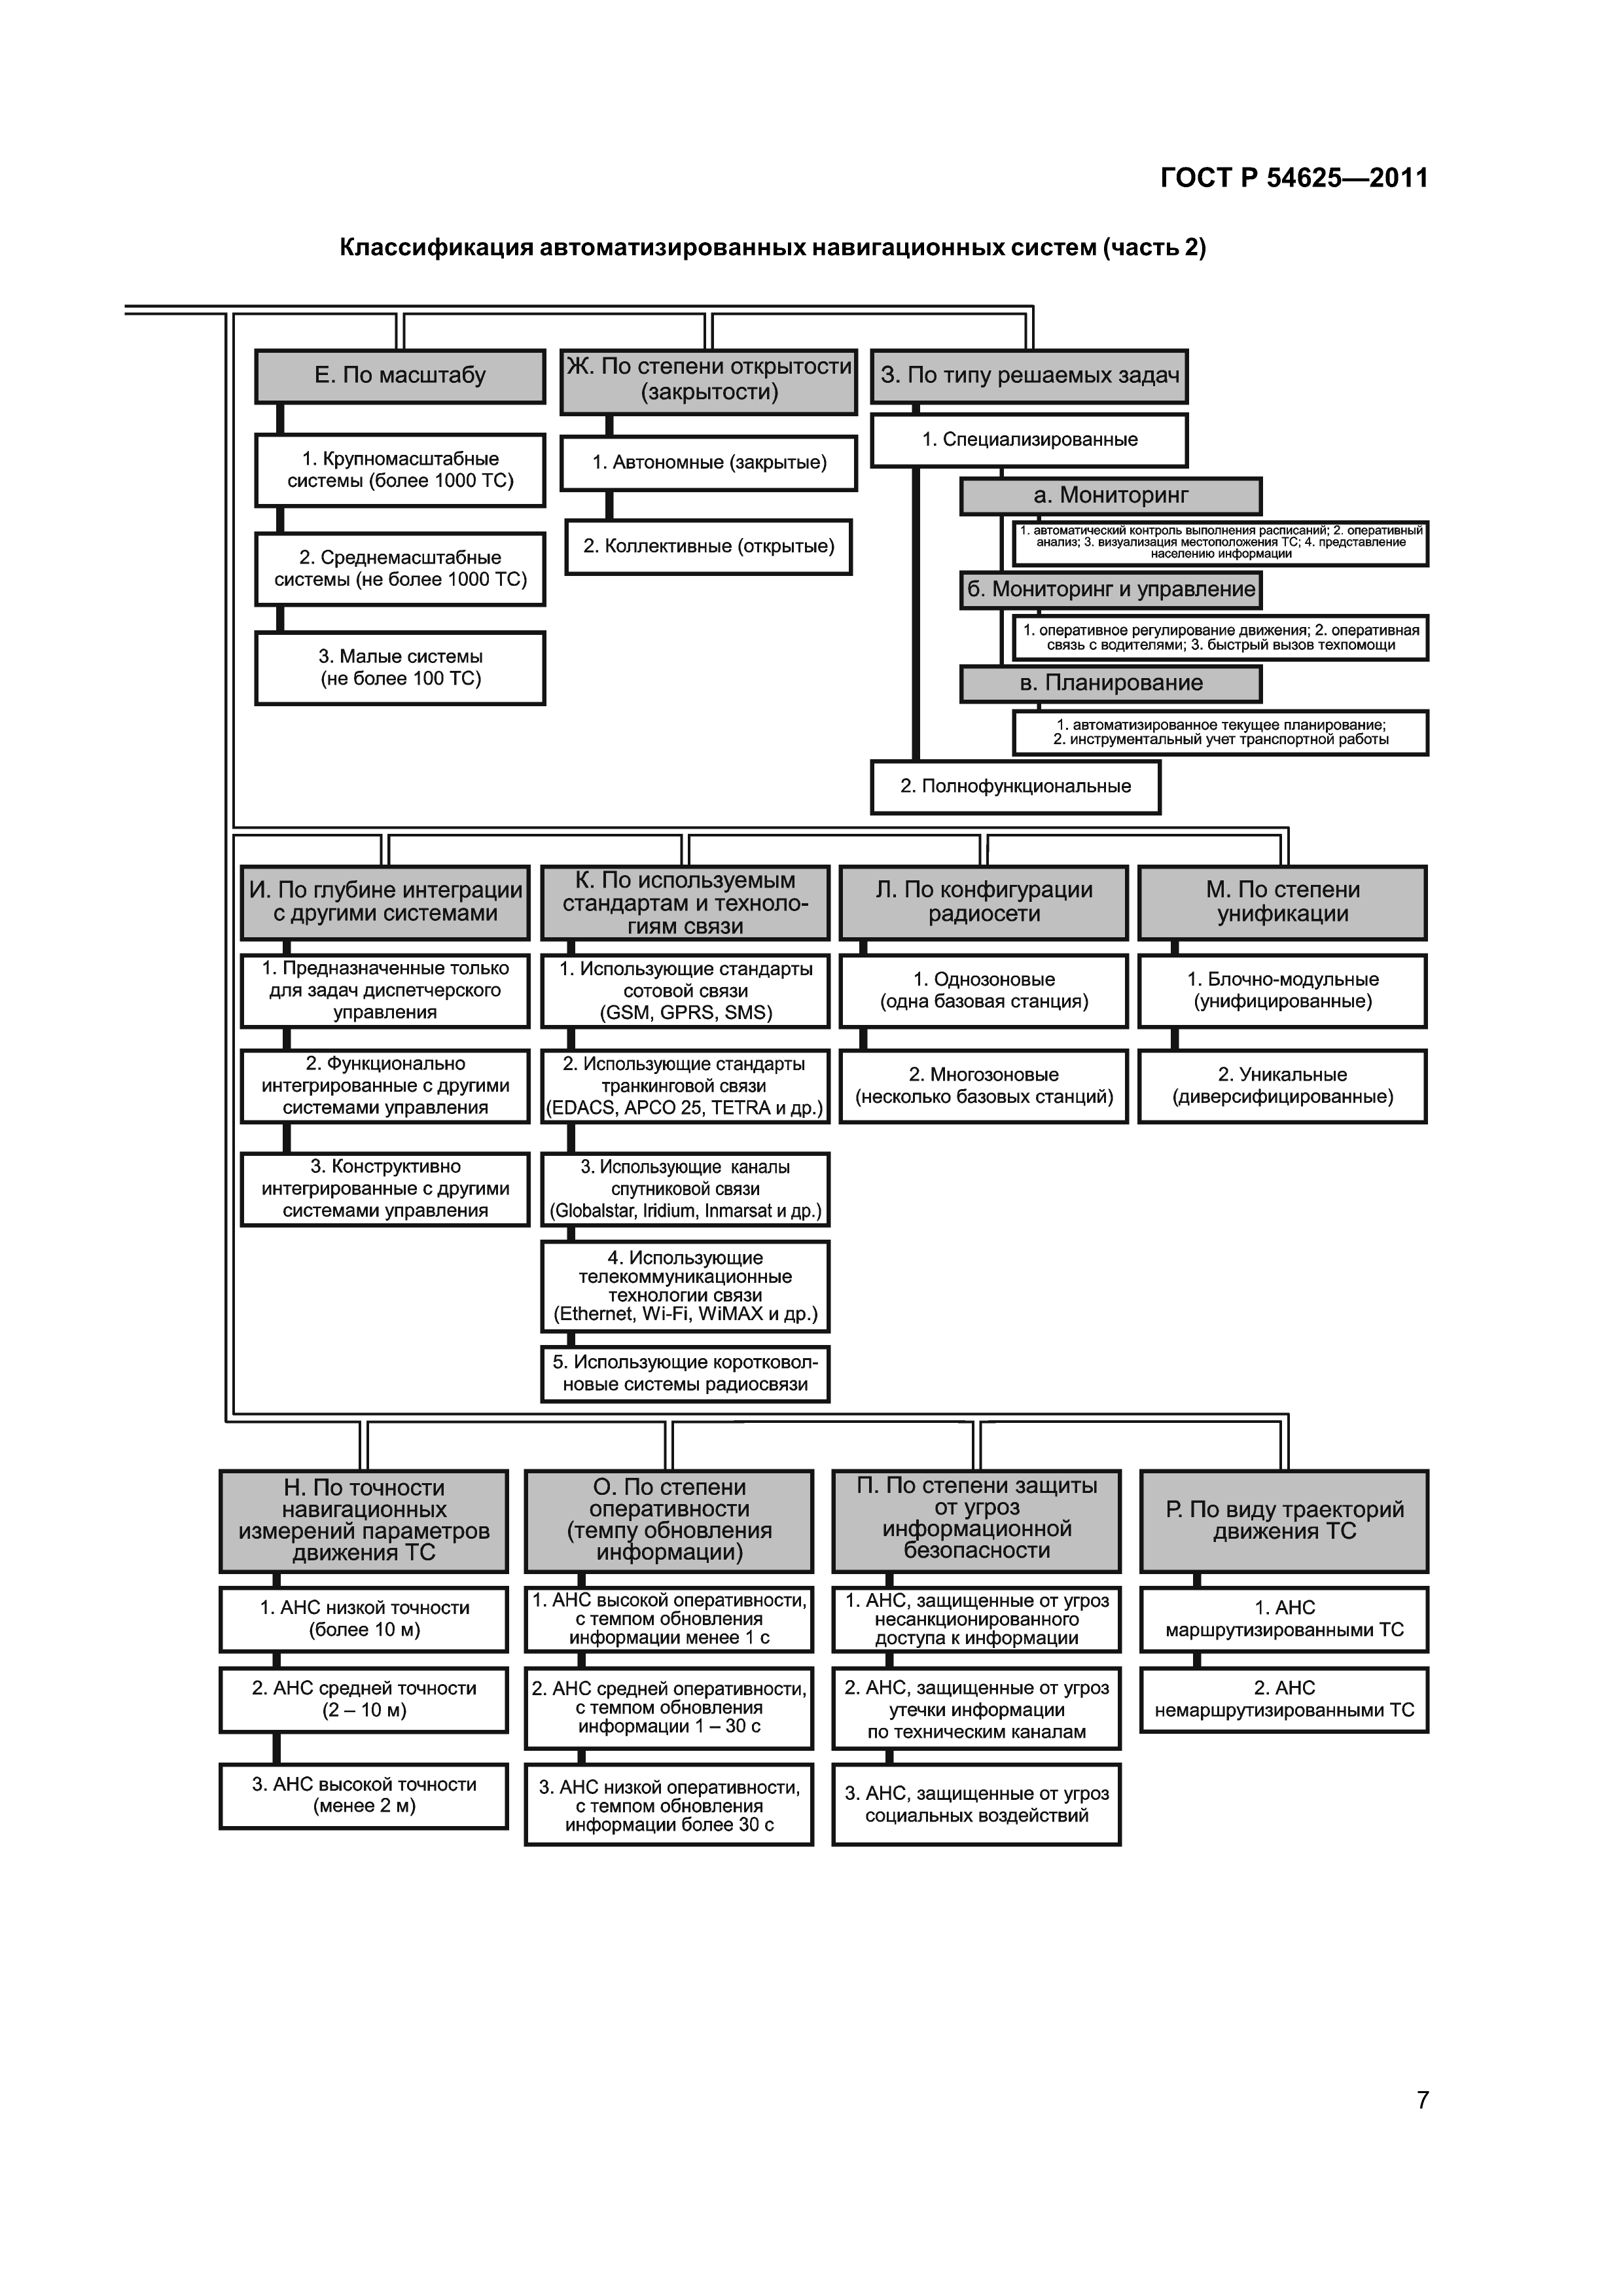 ГОСТ Р 54625—2011
Классификация автоматизированных навигационных систем (часть 2)
Е. По масштабу
1. Крупномасштабные
системы (более 1000 ТС)
2. Среднемасштабные
системы (не более 1000 ТС)
3. Малые системы
(не более 100 ТС)
Ж. По степени открытости
(закрытости)
1. Автономные (закрытые)
2. Коллективные (открытые)
З. По типу решаемых задач
1. Специализированные
а. Мониторинг
1. автоматический контроль выполнения расписаний; 2. оперативный
анализ; 3. визуализация местоположения ТС; 4. представление
населению информации
б. Мониторинг и управление
1. оперативное регулирование движения; 2. оперативная
связь с водителями; 3. быстрый вызов техпомощи
в. Планирование
1. автоматизированное текущее планирование;
2. инструментальный учет транспортной работы
2. Полнофункциональные
И. По глубине интеграции
с другими системами
1. Предназначенные только
для задач диспетчерского
управления
2. Функционально
интегрированные с другими
системами управления
3. Конструктивно
интегрированные с другими
системами управления
К. По используемым
стандартам и техноло-
гиям связи
1. Использующие стандарты
сотовой связи
(GSM, GPRS, SMS)
2. Использующие стандарты
транкинговой связи
(EDACS, APCO 25, TETRA и др.)
3. Использующие каналы
спутниковой связи
(Globalstar, Iridium, Inmarsat и др.)
4. Использующие
телекоммуникационные
технологии связи
(Ethernet, Wi-Fi, WiMAX и др.)
5. Использующие коротковол-
новые системы радиосвязи
Л. По конфигурации
радиосети
1. Однозоновые
(одна базовая станция)
2. Многозоновые
(несколько базовых станций)
М. По степени
унификации
1. Блочно-модульные
(унифицированные)
2. Уникальные
(диверсифицированные)
Н. По точности
навигационных
измерений параметров
движения ТС
1. АНС низкой точности
(более 10 м)
2. АНС средней точности
(2 – 10 м)
3. АНС высокой точности
(менее 2 м)
О. По степени
оперативности
(темпу обновления
информации)
1. АНС высокой оперативности,
с темпом обновления
информации менее 1 с
2. АНС средней оперативности,
с темпом обновления
информации 1 – 30 с
3. АНС низкой оперативности,
с темпом обновления
информации более 30 с
П. По степени защиты
от угроз
информационной
безопасности
1. АНС, защищенные от угроз
несанкционированного
доступа к информации
2. АНС, защищенные от угроз
утечки информации
по техническим каналам
3. АНС, защищенные от угроз
социальных воздействий
Р. По виду траекторий
движения ТС
1. АНС
маршрутизированными ТС
2. АНС
немаршрутизированными ТС
7